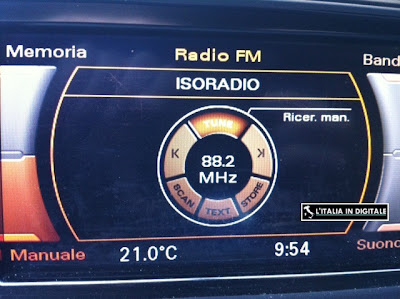 Memoria
Radio FM
Band
ISORADIO
TUNE
Ricer. man.
K
K
88.2
MHz
SCAN
TEXT
STORE
L'ITALIA IN DIGITALE
Manuale
21.0°C
9:54
Suono